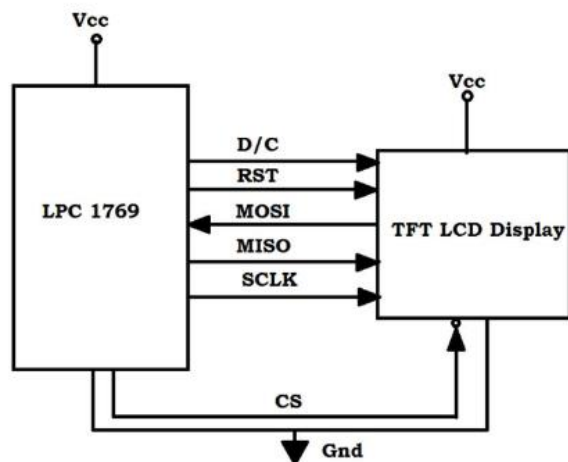 Vcc
Vcc
D/C
RST
LPC 1769
MOSI
TFT LCD Display
MISO
SCLK
CS
Gnd